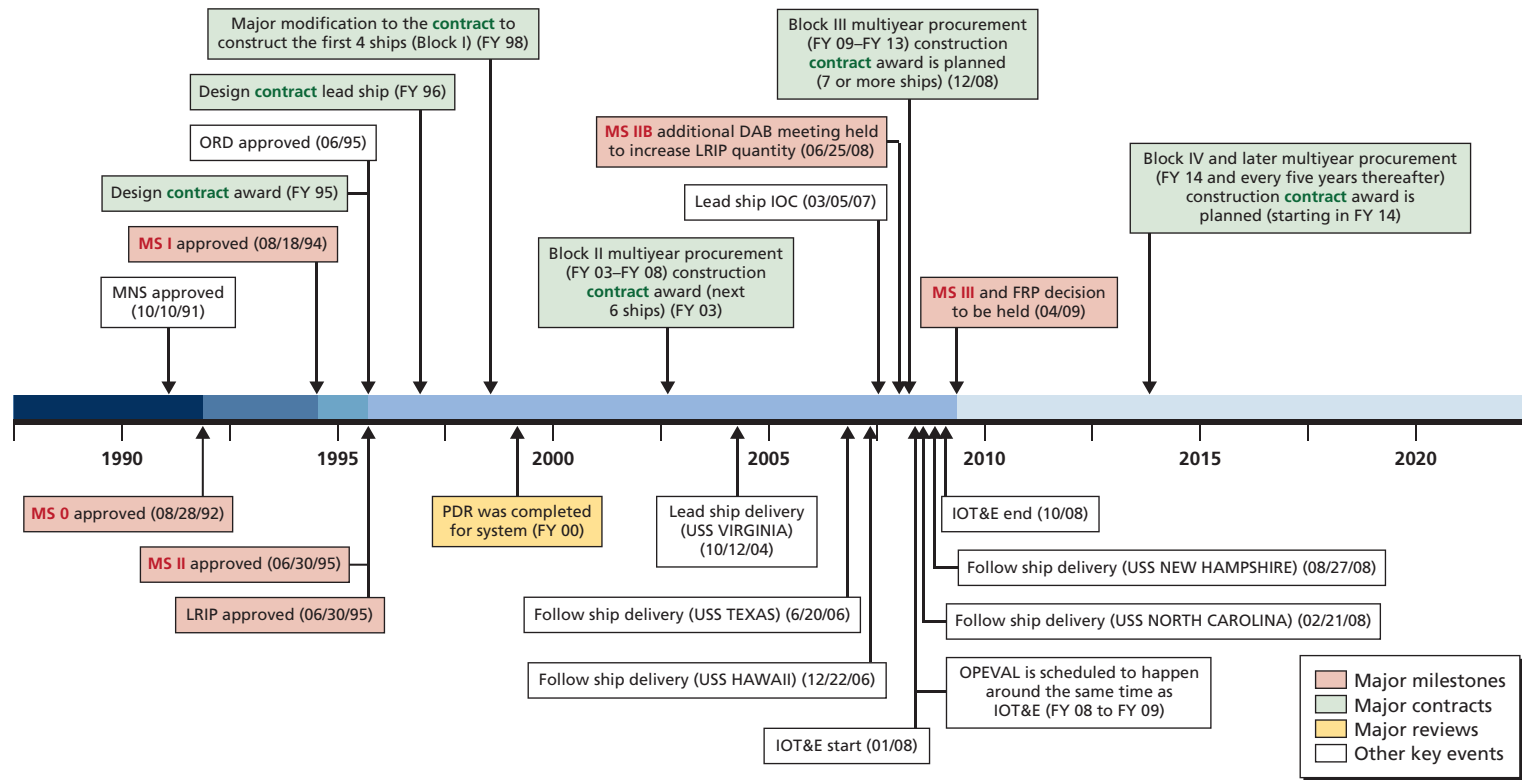 Major modification to the contract to
construct the first 4 ships (Block I) (FY 98)
Design contract lead ship (FY 96)
ORD approved (06/95)
Design contract award (FY 95)
MS I approved (08/18/94)
MNS approved
(10/10/91)
Block III multiyear procurement
(FY 09–FY 13) construction
contract award is planned
(7 or more ships) (12/08)
MS IIB additional DAB meeting held
to increase LRIP quantity (06/25/08)
Lead ship IOC (03/05/07)
Block II multiyear procurement
(FY 03–FY 08) construction
contract award (next
6 ships) (FY 03)
MS III and FRP decision
to be held (04/09)
Block IV and later multiyear procurement
(FY 14 and every five years thereafter)
construction contract award is
planned (starting in FY 14)
1990
1995
2000
2005
2010
2015
2020
MS 0 approved (08/28/92)
MS II approved (06/30/95)
LRIP approved (06/30/95)
PDR was completed
for system (FY 00)
Lead ship delivery
(USS VIRGINIA)
(10/12/04)
Follow ship delivery (USS TEXAS) (6/20/06)
Follow ship delivery (USS HAWAII) (12/22/06)
IOT&E start (01/08)
IOT&E end (10/08)
Follow ship delivery (USS NEW HAMPSHIRE) (08/27/08)
Follow ship delivery (USS NORTH CAROLINA) (02/21/08)
OPEVAL is scheduled to happen
around the same time as
IOT&E (FY 08 to FY 09)
Major milestones
Major contracts
Major reviews
Other key events